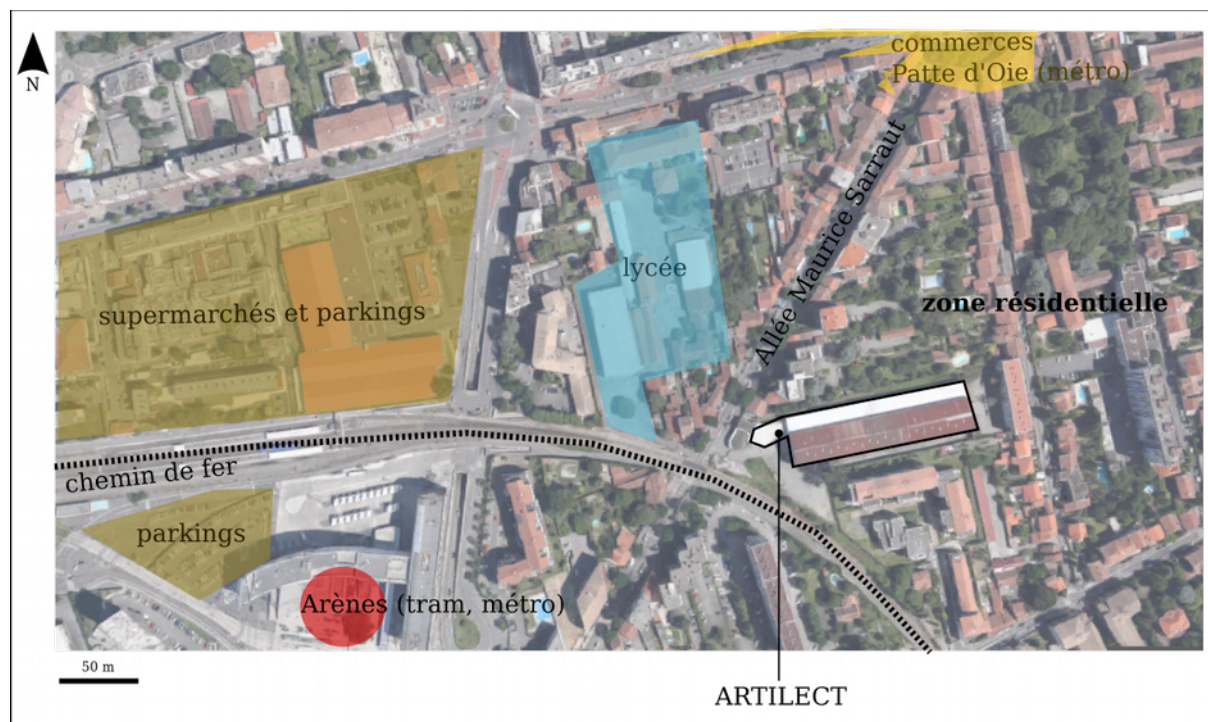 N
commerces
Patte d'Oie (métro)
Allée Maurice Sarraut
lycée
zone résidentielle
supermarchés et parkings
chemin de fer
parkings
Arènes (tram, métro)
50 m
ARTILECT